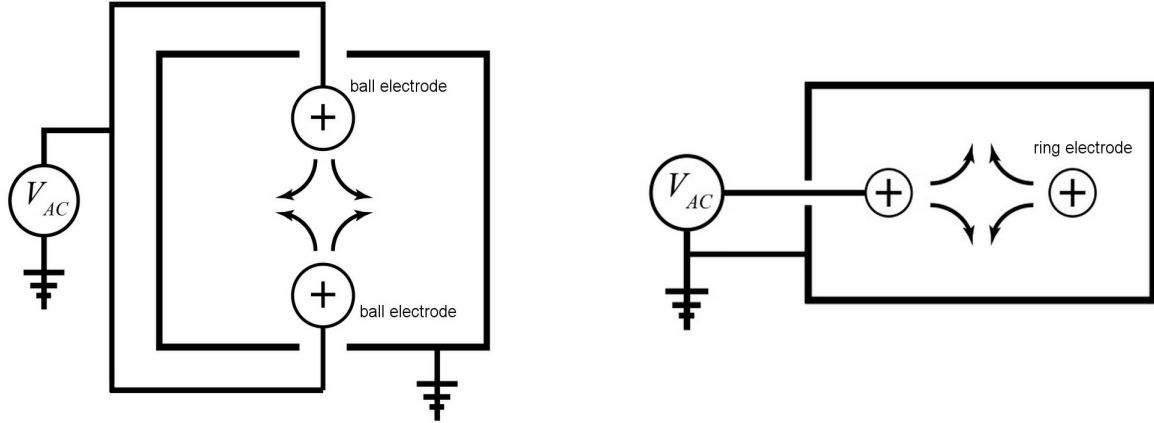 ball electrode
+
V_AC
+
ball electrode
ring electrode
V_AC
+
+